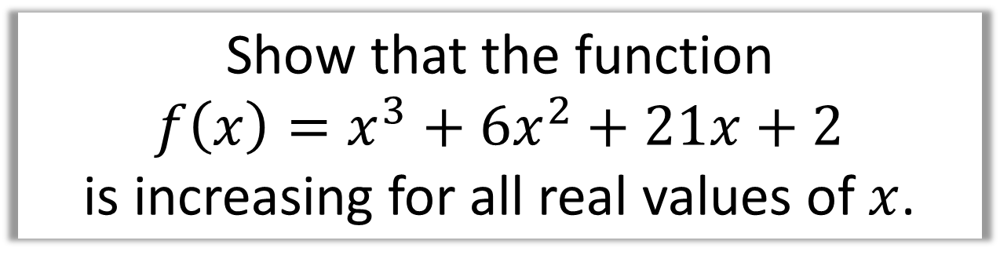 Show that the function
𝑓(𝑥) = 𝑥³ + 6𝑥² + 21𝑥 + 2
is increasing for all real values of 𝑥.